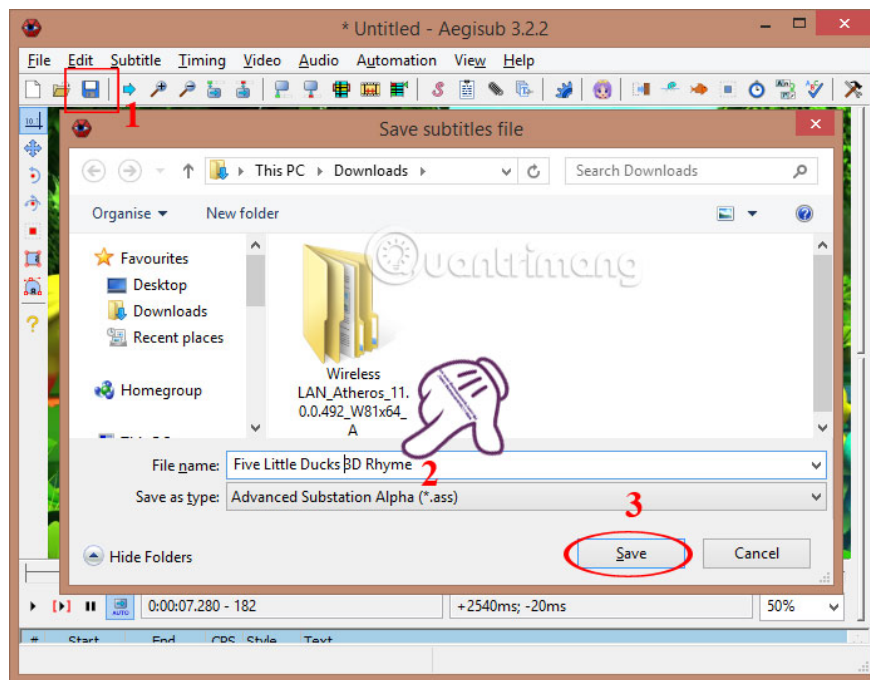 * Untitled - Aegisub 3.2.2
File Edit Subtitle Timing Video Audio Automation View Help
1
Save subtitles file
This PC Downloads
Search Downloads
Organise New folder
Quantrimang
Favourites
Desktop
Downloads
Recent places
Homegroup
Wireless
LAN_Atheros_11.
0.0.492_W81x64_
A
File name: Five Little Ducks 3D Rhyme
2
Save as type: Advanced Substation Alpha (*.ass)
3
Hide Folders
Save Cancel
AUTO 0:00:07.280 - 182 +2540ms; -20ms 50%
# Start End CPS Style Text